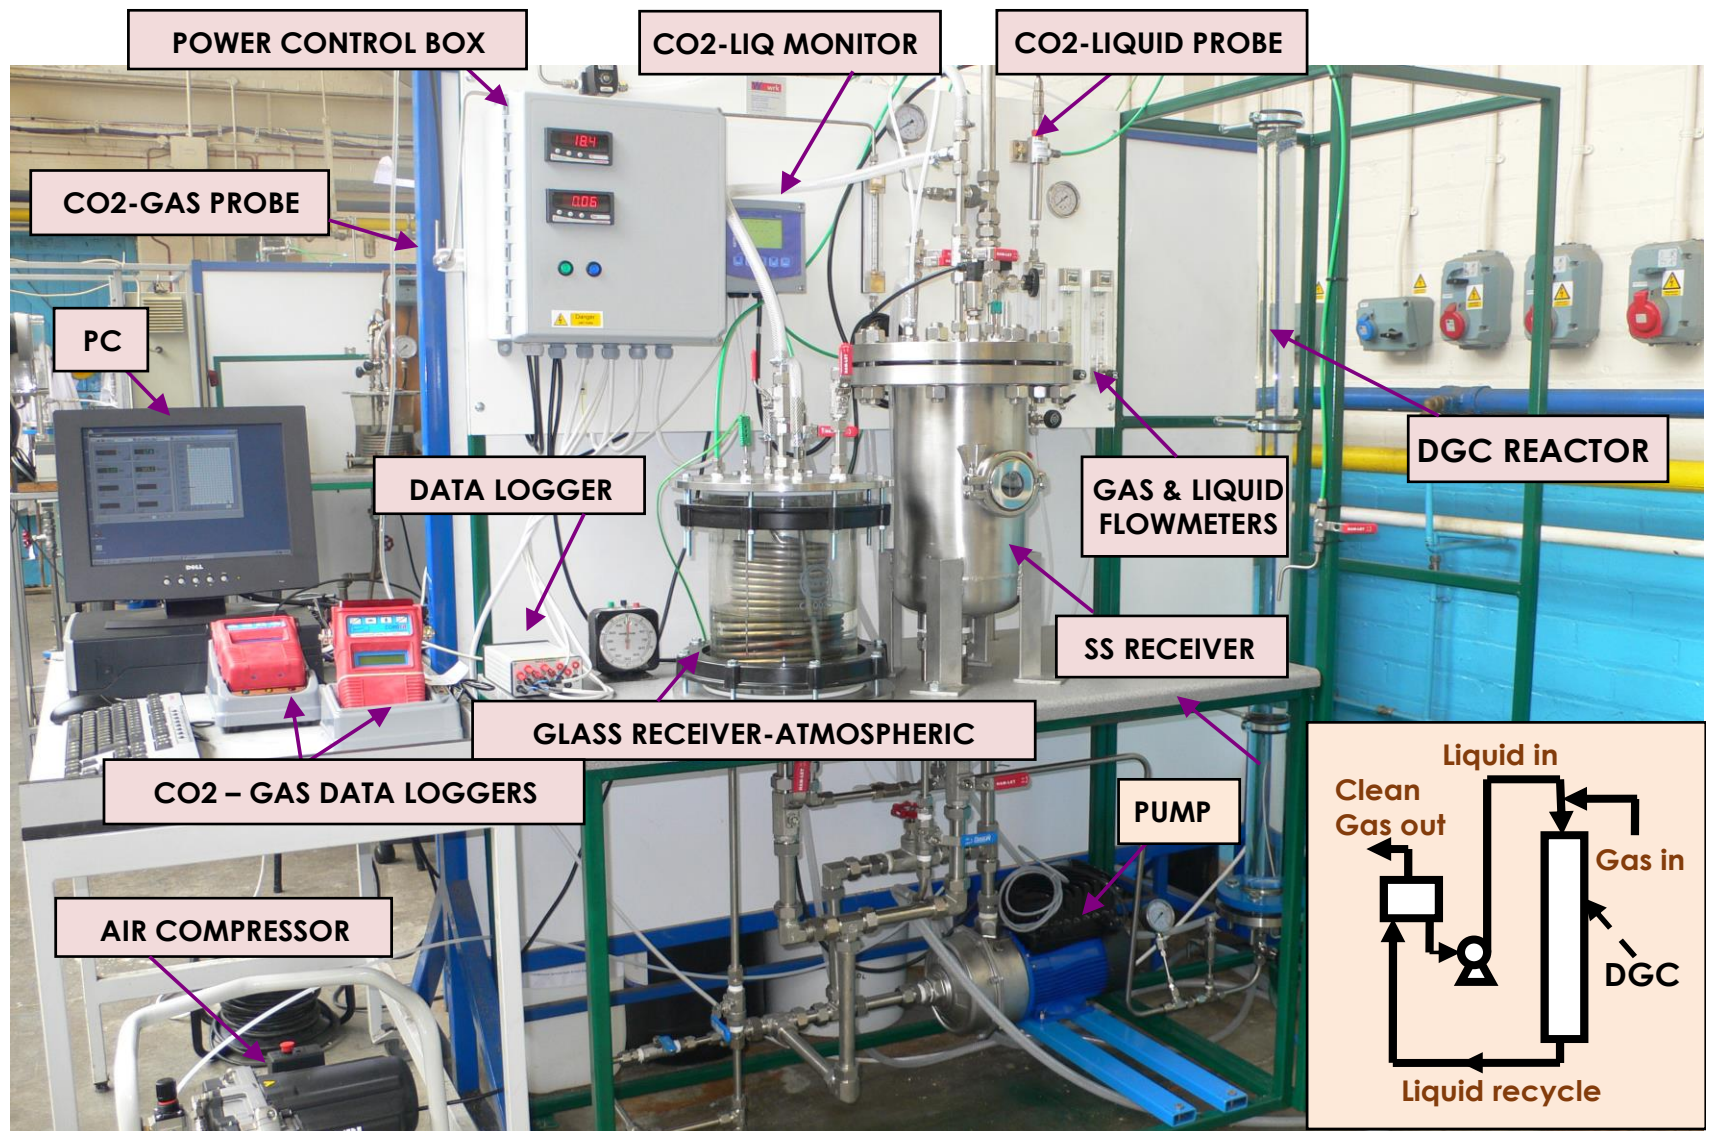 POWER CONTROL BOX
CO2-LIQ MONITOR
CO2-LIQUID PROBE
18.4
CO2-GAS PROBE
0.06
Danger
PC
DGC REACTOR
DATA LOGGER
GAS & LIQUID
FLOWMETERS
DELL
SS RECEIVER
GLASS RECEIVER-ATMOSPHERIC
CO2 – GAS DATA LOGGERS
PUMP
AIR COMPRESSOR
Liquid in
Clean
Gas out
Gas in
DGC
Liquid recycle